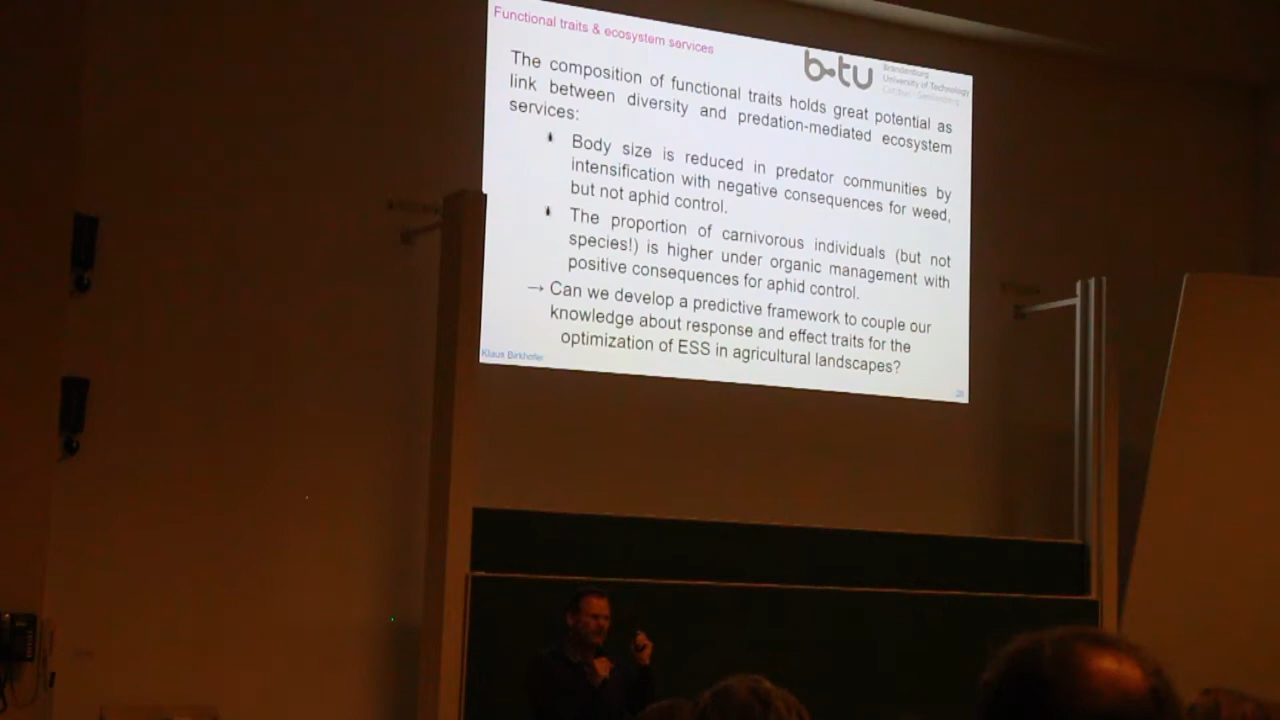 Functional traits & ecosystem services
b-tu
Brandenburg
University of Technology
Cottbus - Senftenberg
The composition of functional traits holds great potential as
link between diversity and predation-mediated ecosystem
services:
Body size is reduced in predator communities by
intensification with negative consequences for weed,
but not aphid control.
The proportion of carnivorous individuals (but not
species!) is higher under organic management with
positive consequences for aphid control.
→ Can we develop a predictive framework to couple our
knowledge about response and effect traits for the
optimization of ESS in agricultural landscapes?
Klaus Birkhofer